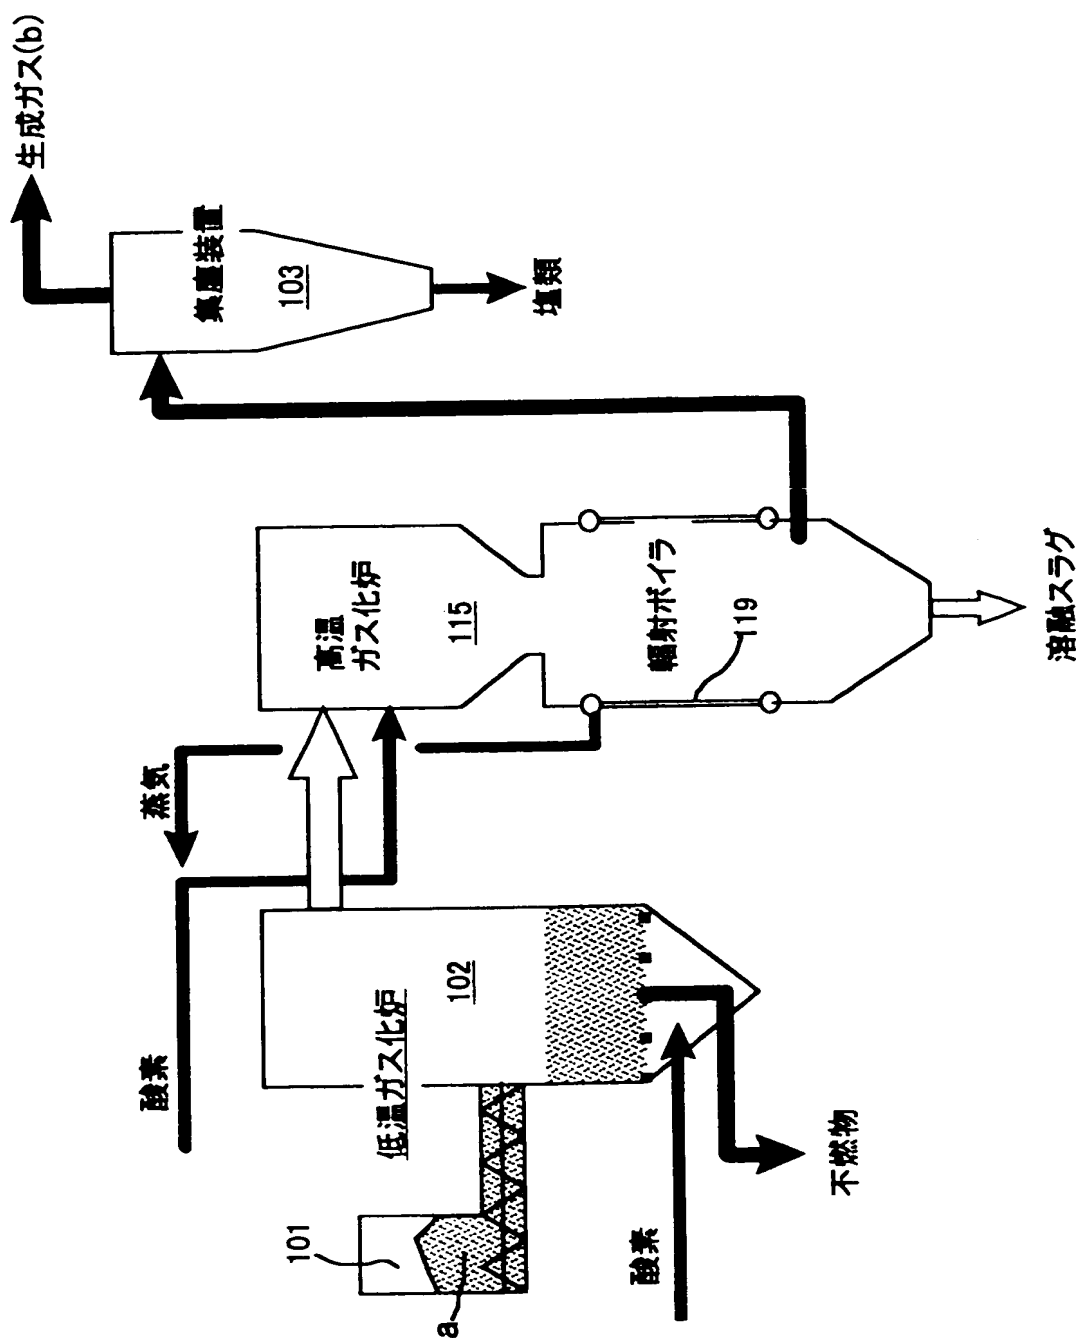 101
a
酸素
低温ガス化炉
102
酸素
不燃物
蒸気
高温
ガス化炉
115
輻射ボイラ
119
溶融スラグ
集塵装置
103
塩類
生成ガス(b)